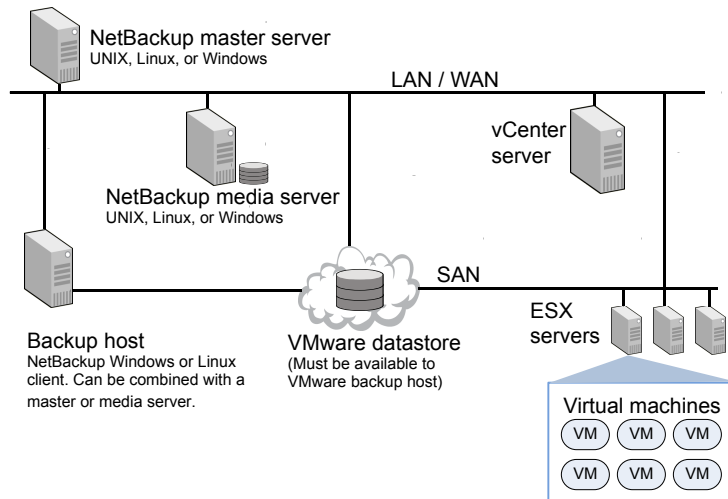 NetBackup master server
UNIX, Linux, or Windows
LAN / WAN
vCenter
server
NetBackup media server
UNIX, Linux, or Windows
SAN
ESX
servers
Backup host
NetBackup Windows or Linux
client. Can be combined with a
master or media server.
VMware datastore
(Must be available to
VMware backup host)
Virtual machines
VM VM VM
VM VM VM